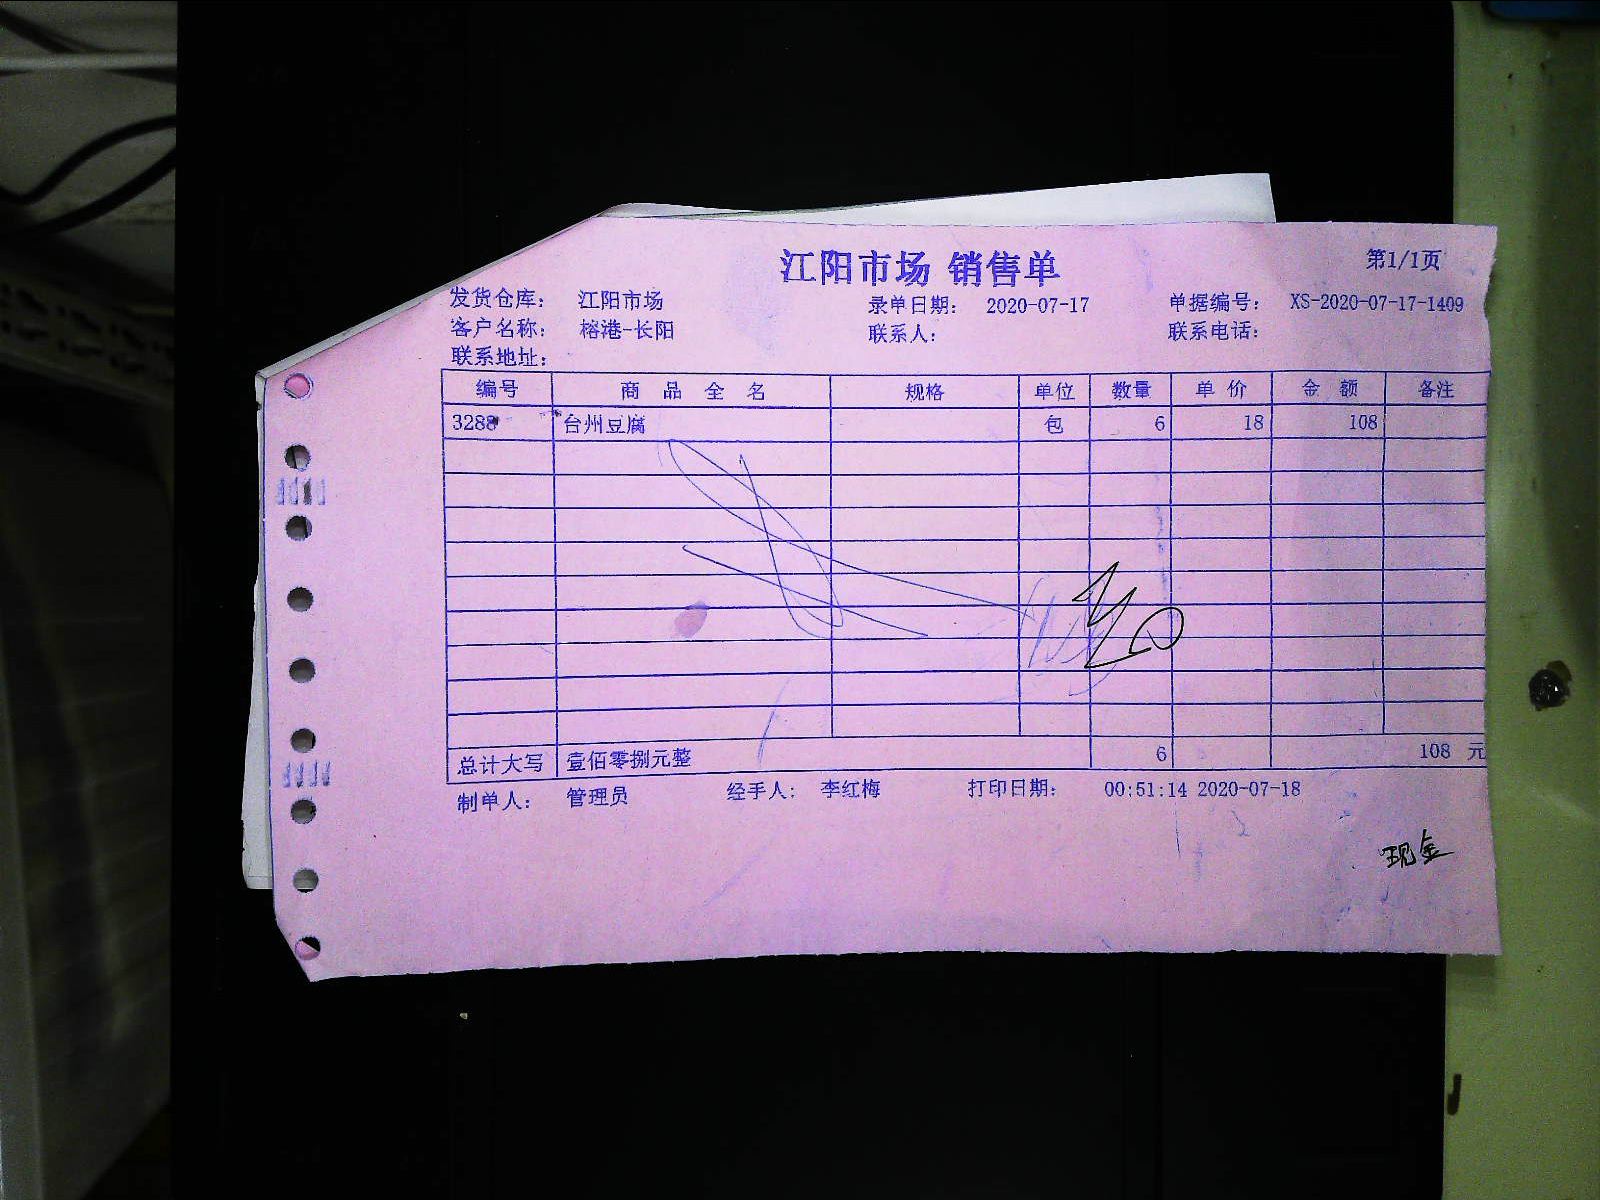 江阳市场 销售单
第1/1页
发货仓库： 江阳市场 录单日期： 2020-07-17 单据编号： XS-2020-07-17-1409
客户名称： 榕港-长阳 联系人： 联系电话：
联系地址：
编号 商品全名 规格 单位 数量 单价 金额 备注
3288 台州豆腐 包 6 18 108
总计大写 壹佰零捌元整 6 108 元
制单人： 管理员 经手人： 李红梅 打印日期： 00:51:14 2020-07-18
现金